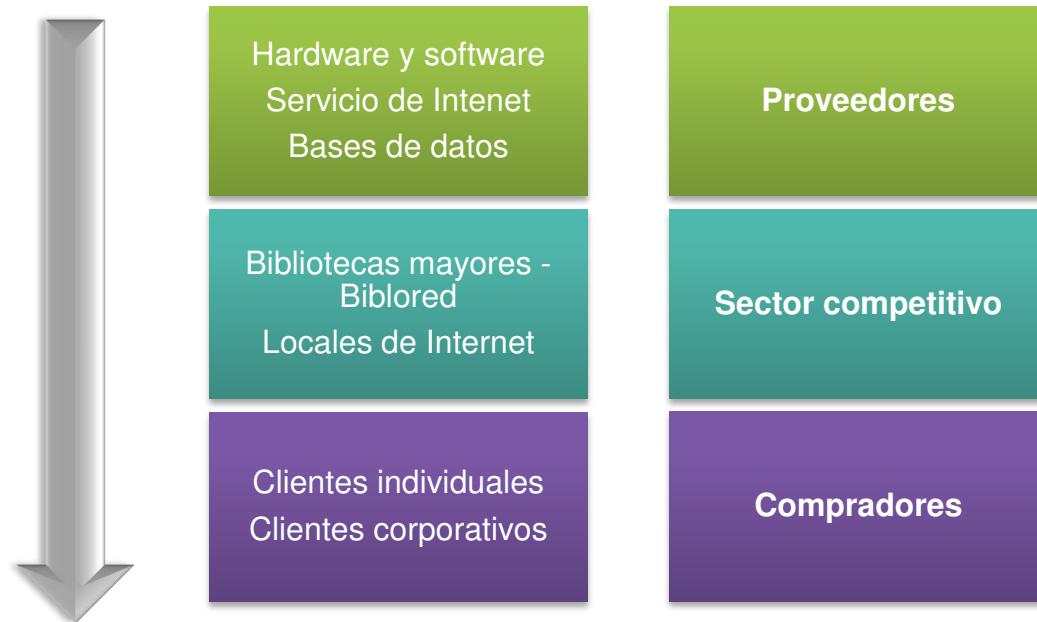 Hardware y software
Servicio de Intenet
Bases de datos
Proveedores
Bibliotecas mayores -
Biblored
Locales de Internet
Sector competitivo
Clientes individuales
Clientes corporativos
Compradores